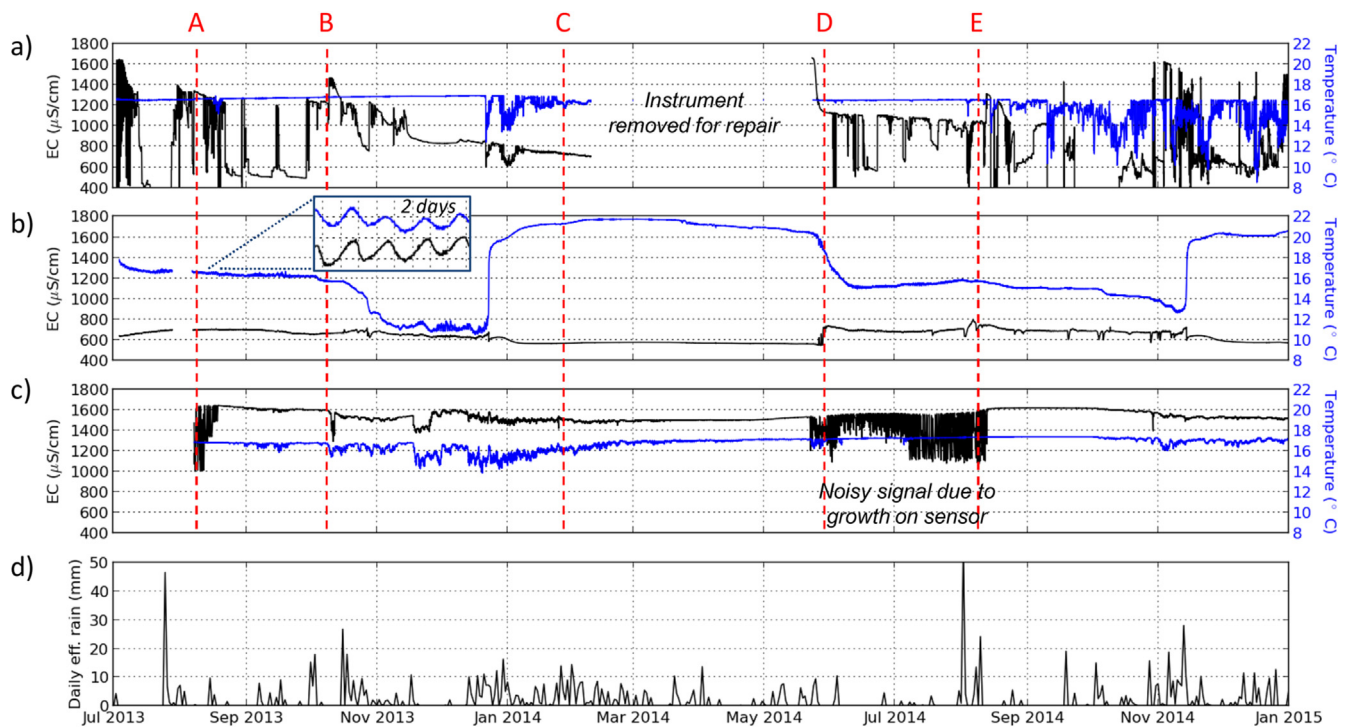 A B C D E
a)
1800 1600 1400 1200 1000 800 600 400
EC (μS/cm)
Instrument
removed for repair
22 20 18 16 14 12 10 8
Temperature (°C)
b)
1800 1600 1400 1200 1000 800 600 400
EC (μS/cm)
2 days
22 20 18 16 14 12 10 8
Temperature (°C)
c)
1800 1600 1400 1200 1000 800 600 400
EC (μS/cm)
Noisy signal due to
growth on sensor
22 20 18 16 14 12 10 8
Temperature (°C)
d)
50 40 30 20 10 0
Daily eff. rain (mm)
Jul 2013 Sep 2013 Nov 2013 Jan 2014 Mar 2014 May 2014 Jul 2014 Sep 2014 Nov 2014 Jan 2015